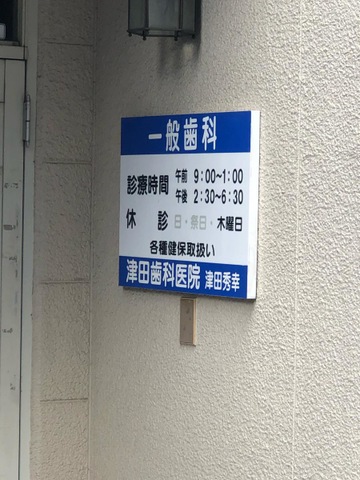 一般歯科
診療時間 午前 9:00~1:00
午後 2:30~6:30
休診 日・祭日・木曜日
各種健保取扱い
津田歯科医院 津田秀幸